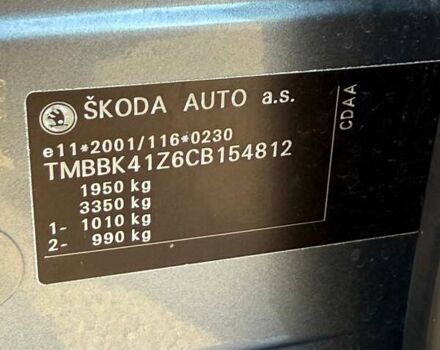 ŠKODA AUTO a.s.
e11*2001/116*0230
TMBBK41Z6CB154812
1950 kg
3350 kg
1- 1010 kg
2- 990 kg
CDAA